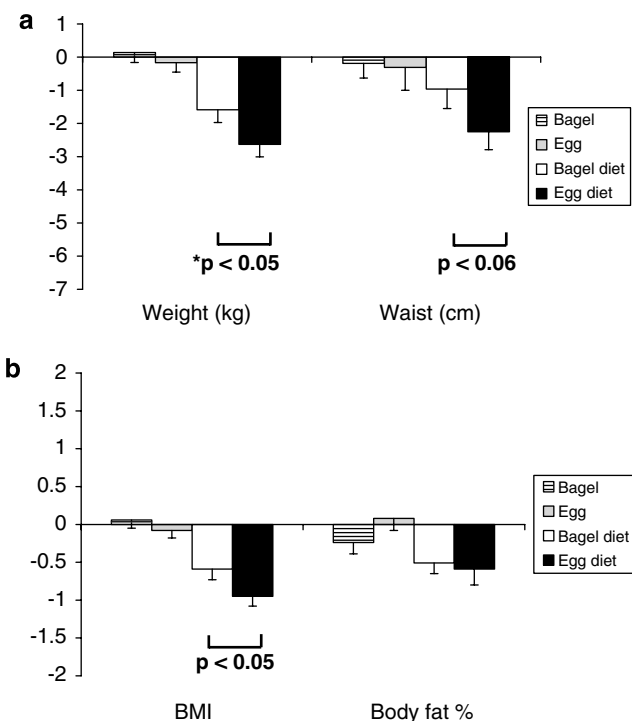 a
1
0
-1
-2
-3
-4
-5
-6
-7
*p < 0.05
p < 0.06
Weight (kg)
Waist (cm)
Bagel
Egg
Bagel diet
Egg diet
b
2
1.5
1
0.5
0
-0.5
-1
-1.5
-2
p < 0.05
BMI
Body fat %
Bagel
Egg
Bagel diet
Egg diet